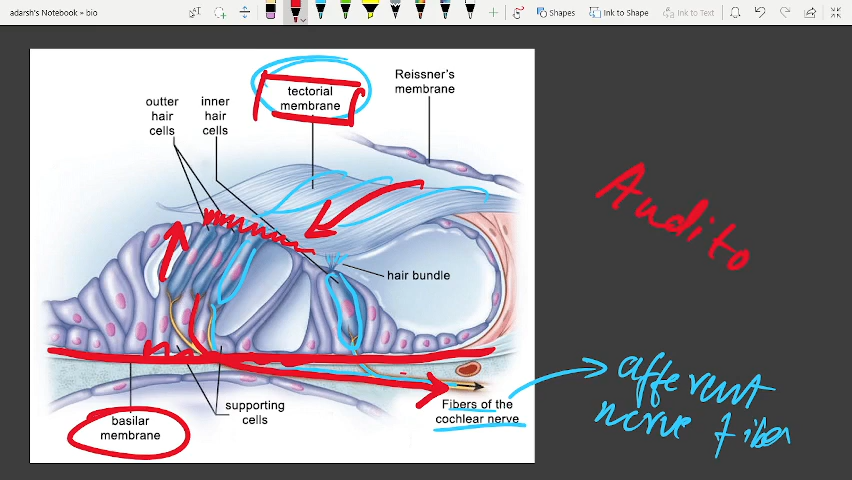 adarsh's Notebook » bio
Shapes
Ink to Shape
Ink to Text
Reissner's
membrane
tectorial
membrane
outter
hair
cells
inner
hair
cells
Audito
hair bundle
afferent
nerve fiber
Fibers of the
cochlear nerve
supporting
cells
basilar
membrane